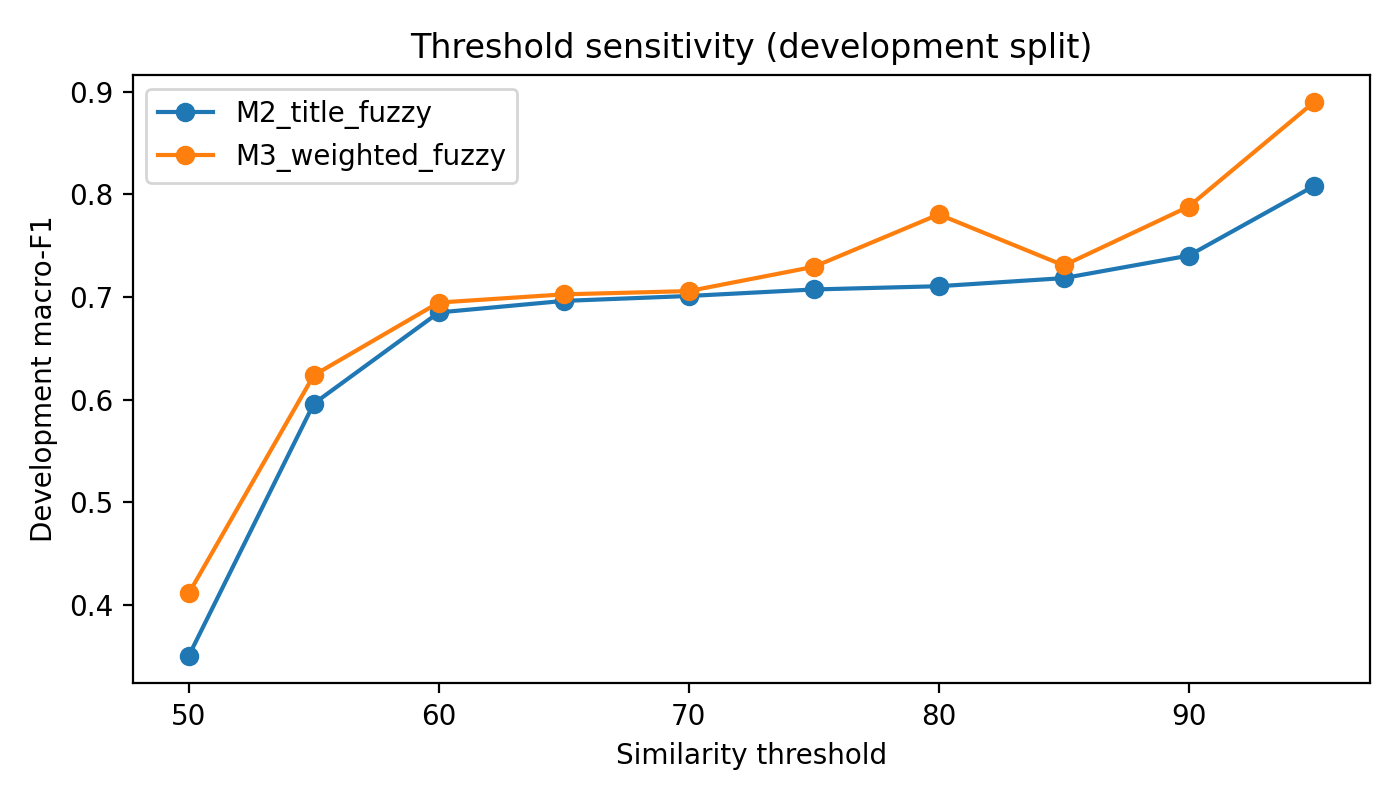 Threshold sensitivity (development split)
M2_title_fuzzy
M3_weighted_fuzzy
Development macro-F1
0.9
0.8
0.7
0.6
0.5
0.4
50
60
70
80
90
Similarity threshold